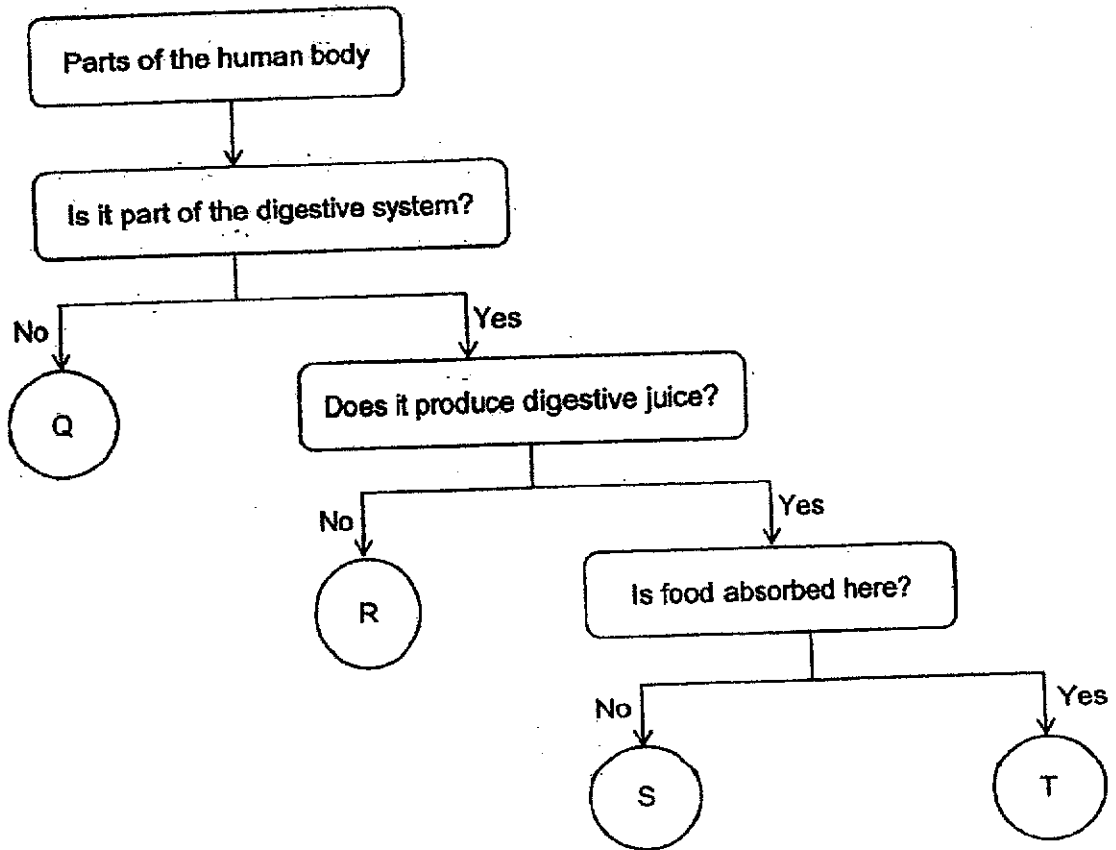 Parts of the human body
Is it part of the digestive system?
No
Yes
Q
Does it produce digestive juice?
No
Yes
R
Is food absorbed here?
No
Yes
S
T